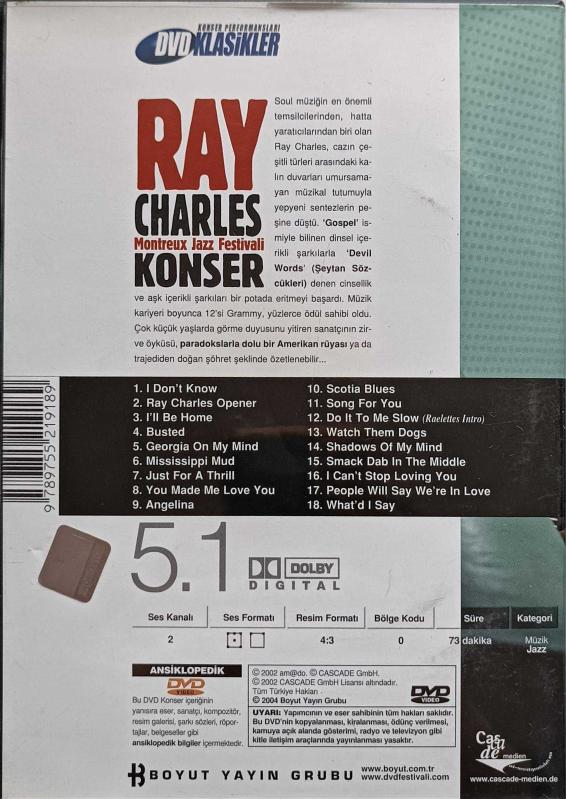 KONSER PERFORMANSLARI
DVD KLASİKLER
RAY
CHARLES
Montreux Jazz Festivali
KONSER
Soul müziğin en önemli
temsilcilerinden, hatta
yaratıcılarından biri olan
Ray Charles, cazın çe-
şitli türleri arasındaki ka-
lın duvarları umursama-
yan müzikal tutumuyla
yepyeni sentezlerin pe-
şine düştü. ‘Gospel’ is-
miyle bilinen dinsel içe-
rikli şarkılarla ‘Devil
Words’ (Şeytan Söz-
cükleri) denen cinsellik
ve aşk içerikli şarkıları bir potada eritmeyi başardı. Müzik
kariyeri boyunca 12'si Grammy, yüzlerce ödül sahibi oldu.
Çok küçük yaşlarda görme duyusunu yitiren sanatçının zir-
ve öyküsü, paradokslarla dolu bir Amerikan rüyası ya da
trajediden doğan şöhret şeklinde özetlenebilir...
9789755219189
1. I Don't Know
2. Ray Charles Opener
3. I'll Be Home
4. Busted
5. Georgia On My Mind
6. Mississippi Mud
7. Just For A Thrill
8. You Made Me Love You
9. Angelina
10. Scotia Blues
11. Song For You
12. Do It To Me Slow (Raelettes Intro)
13. Watch Them Dogs
14. Shadows Of My Mind
15. Smack Dab In The Middle
16. I Can't Stop Loving You
17. People Will Say We're In Love
18. What'd I Say
5.1 DOLBY
DIGITAL
Ses Kanalı Ses Formatı Resim Formatı Bölge Kodu Süre Kategori
2 4:3 0 73 dakika Müzik
Jazz
ANSİKLOPEDİK
DVD
VIDEO
Bu DVD Konser içeriğinin
yanısıra eser, sanatçı, kompozitör,
resim galerisi, şarkı sözleri, röpor-
tajlar, belgeseller gibi
ansiklopedik bilgiler içermektedir.
© 2002 am@do. ℗ CASCADE GmbH.
© 2002 CASCADE GmbH Lisansı altındadır.
Tüm Türkiye Hakları
© 2004 Boyut Yayın Grubu
DVD
VIDEO
UYARI: Yapımcının ve eser sahibinin tüm hakları saklıdır.
Bu DVD'nin kopyalanması, kiralanması, ödünç verilmesi,
kamuya açık alanda gösterimi, radyo ve televizyon gibi
kitle iletişim araçlarında yayınlanması yasaktır.
BOYUT YAYIN GRUBU
www.boyut.com.tr
www.dvdfestivali.com
Cascade
medien
www.cascade-medien.de